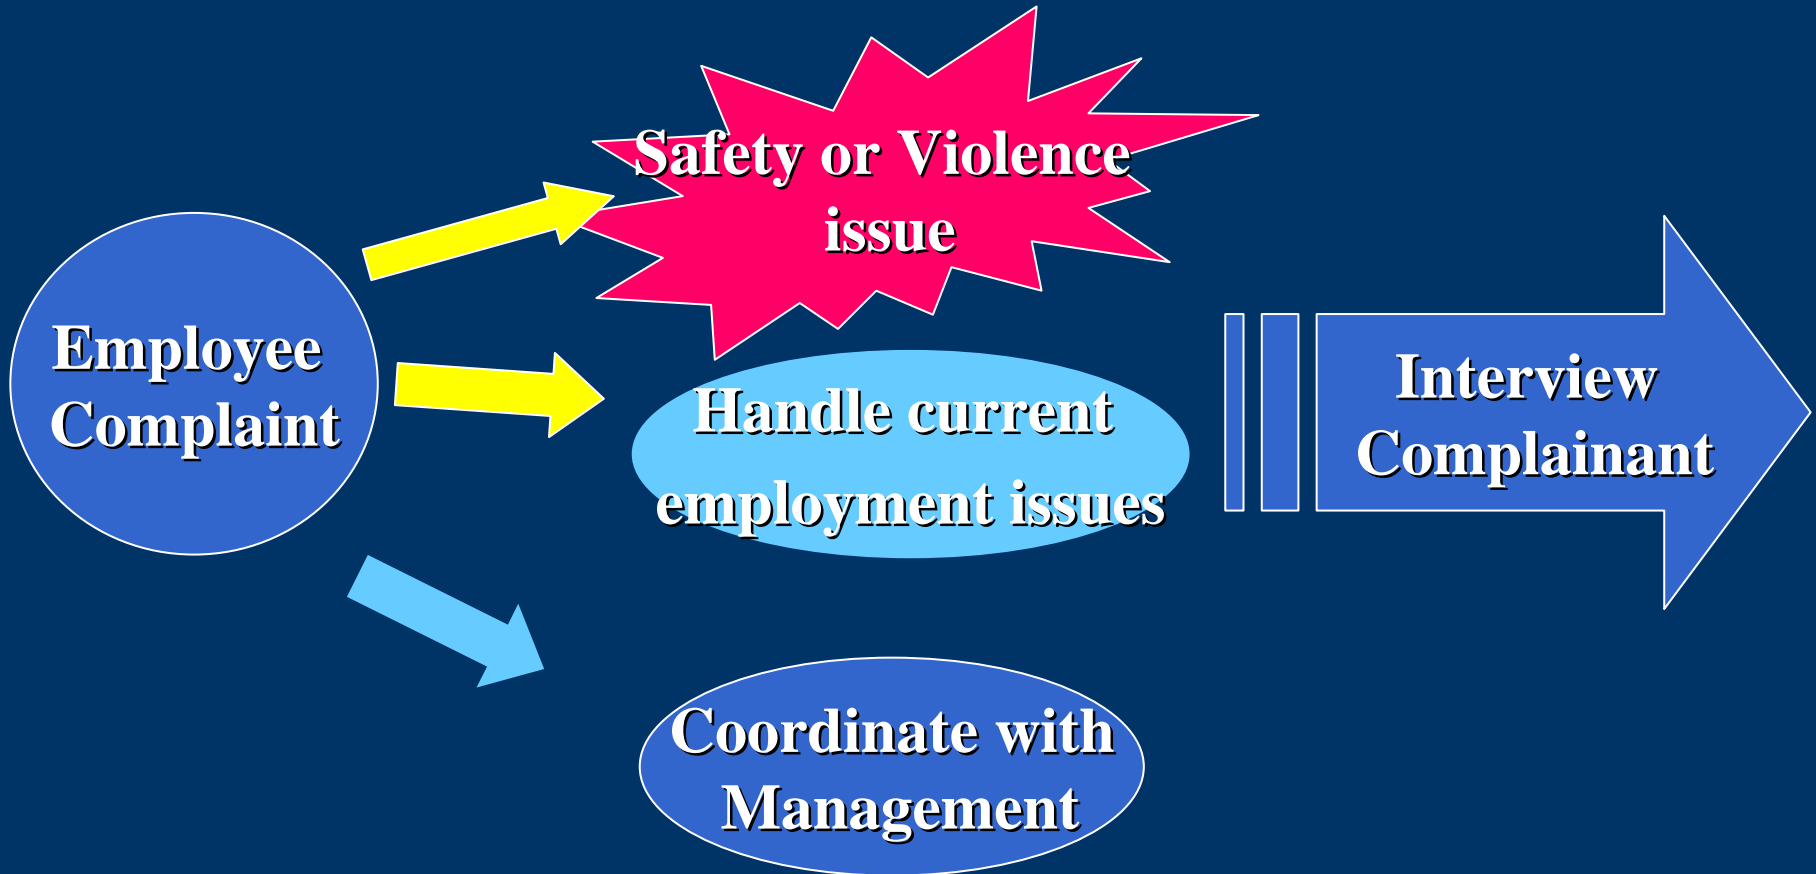 Employee
Complaint
Safety or Violence
issue
Handle current
employment issues
Coordinate with
Management
Interview
Complainant